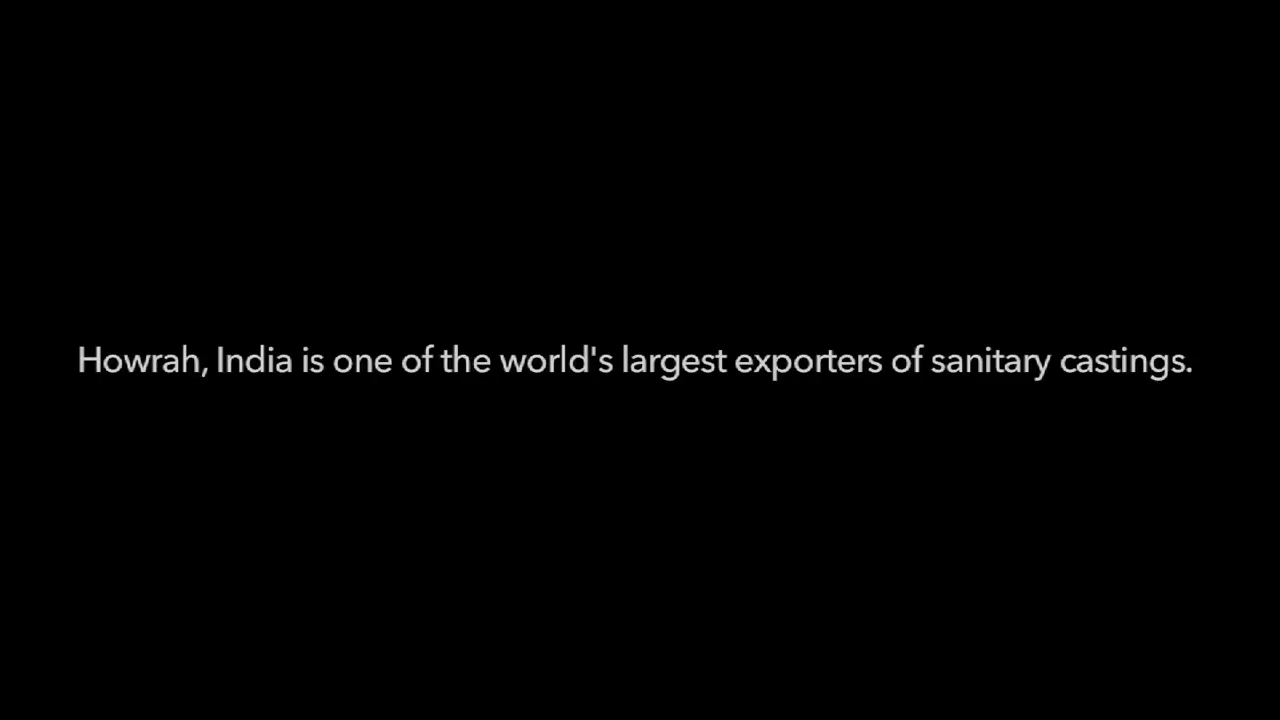 Howrah, India is one of the world's largest exporters of sanitary castings.